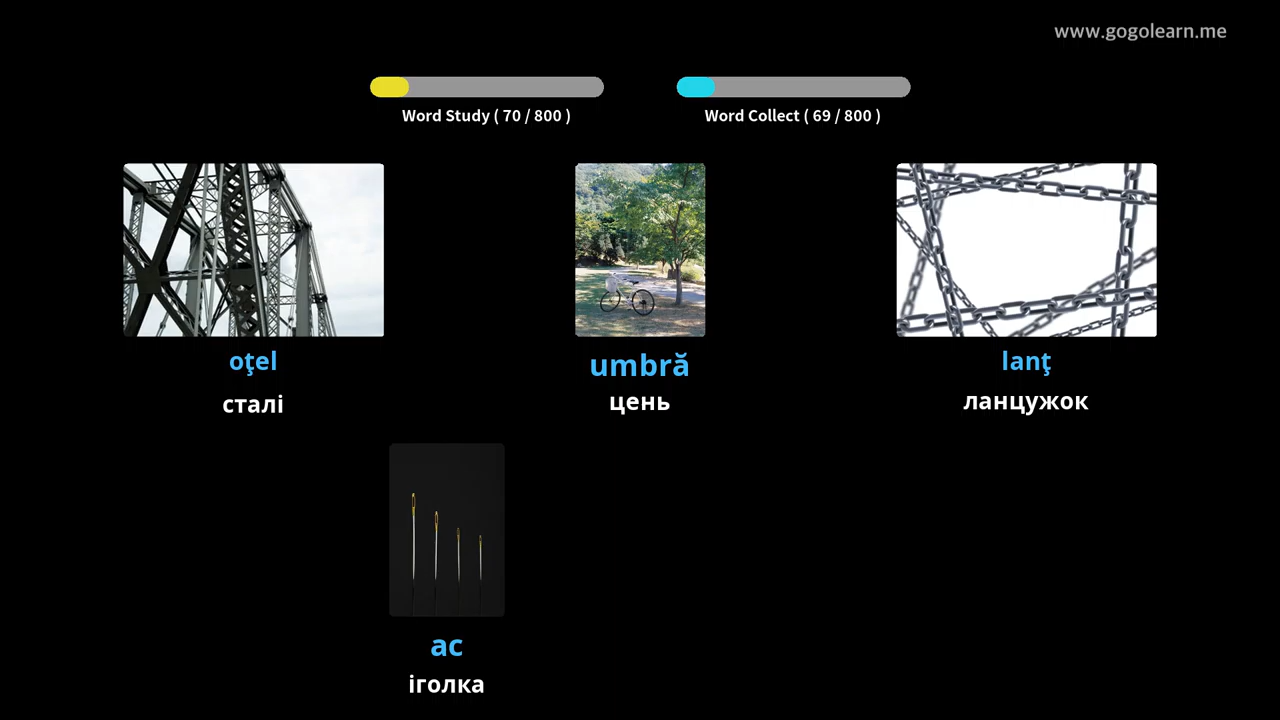 www.gogolearn.me
Word Study ( 70 / 800 )
Word Collect ( 69 / 800 )
oţel
сталі
umbră
цень
lanţ
ланцужок
ac
іголка